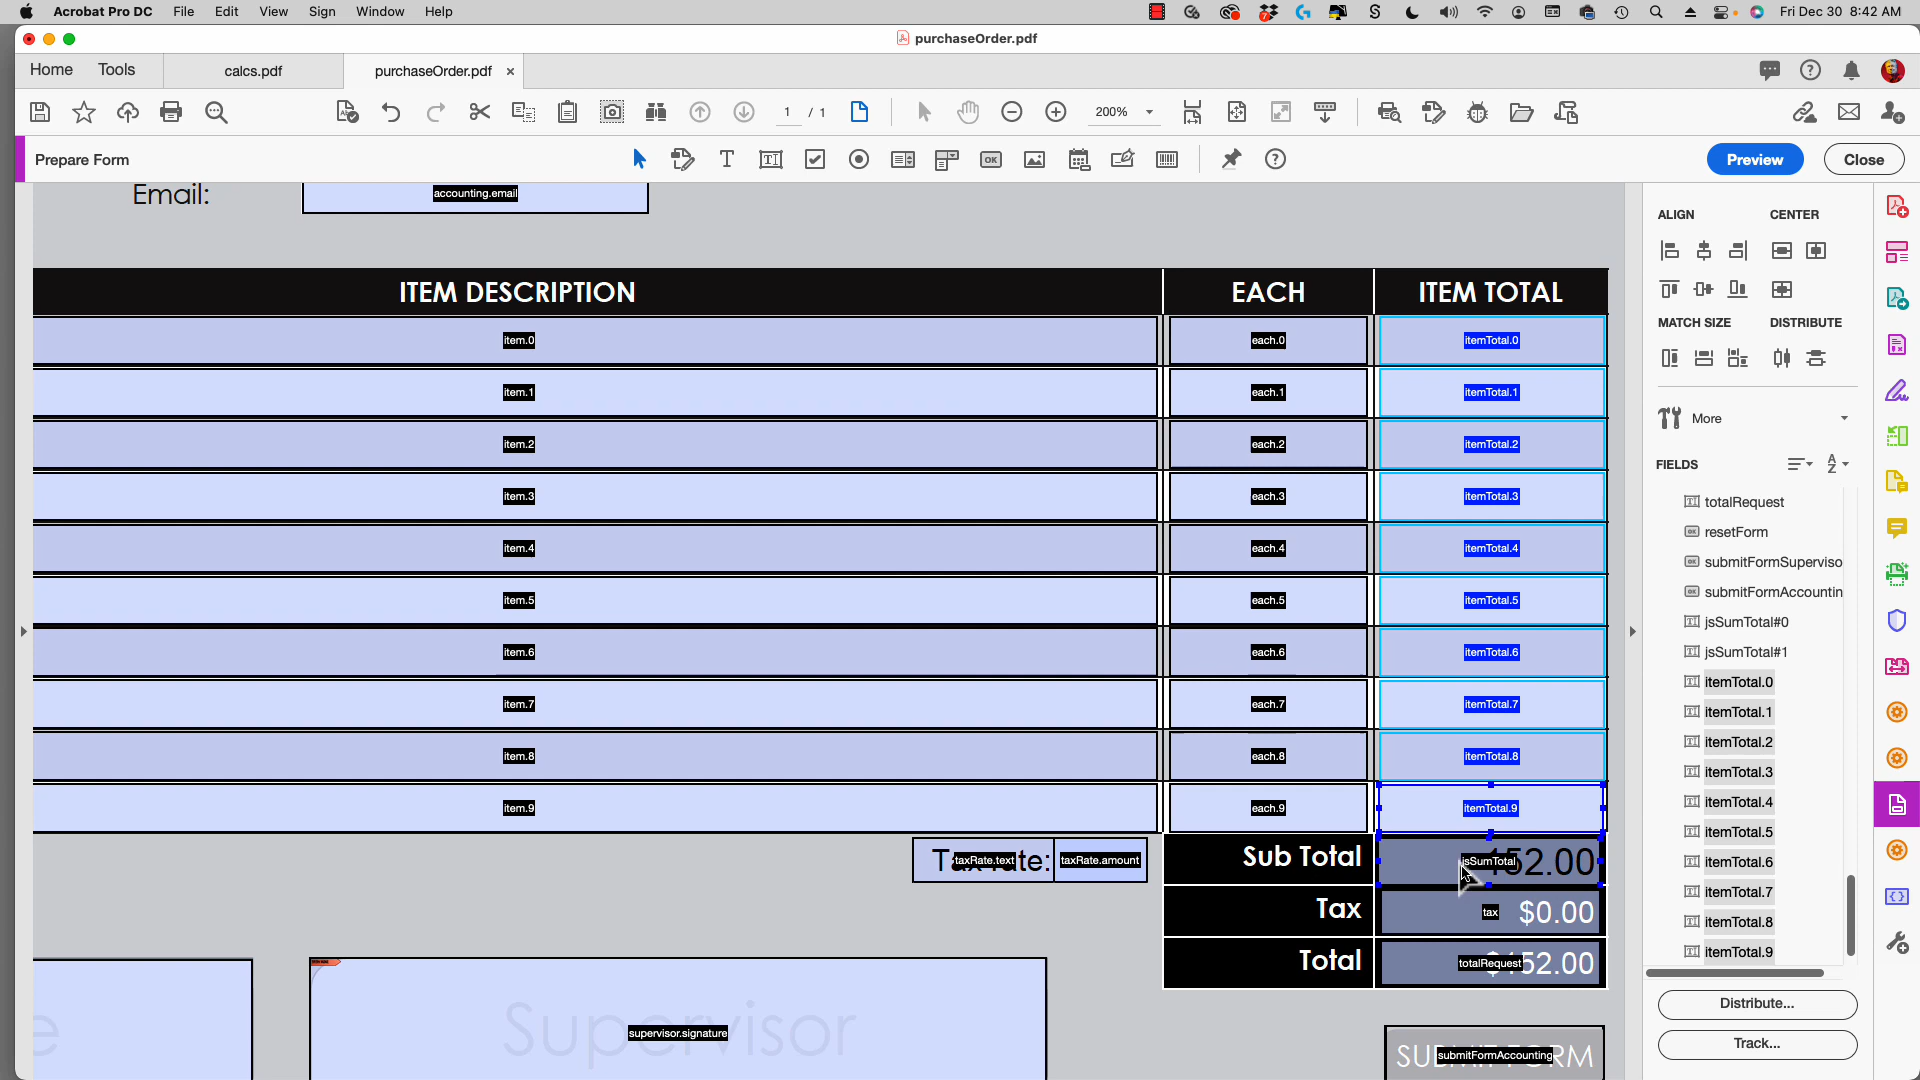 Acrobat Pro DC File Edit View Sign Window Help Fri Dec 30 8:42 AM
purchaseOrder.pdf
Home Tools calcs.pdf purchaseOrder.pdf ×
1 / 1 200%
Prepare Form OK Preview Close
Email: accounting.email
ALIGN CENTER
ITEM DESCRIPTION EACH ITEM TOTAL
MATCH SIZE DISTRIBUTE
item.0 each.0 itemTotal.0
item.1 each.1 itemTotal.1
More
item.2 each.2 itemTotal.2
FIELDS
item.3 each.3 itemTotal.3
totalRequest
resetForm
item.4 each.4 itemTotal.4
submitFormSuperviso
submitFormAccountin
item.5 each.5 itemTotal.5
jsSumTotal#0
jsSumTotal#1
item.6 each.6 itemTotal.6
itemTotal.0
item.7 each.7 itemTotal.7
itemTotal.1
itemTotal.2
item.8 each.8 itemTotal.8
itemTotal.3
itemTotal.4
item.9 each.9 itemTotal.9
itemTotal.5
taxRate.text te: taxRate.amount Sub Total jsSumTotal 152.00
itemTotal.6
itemTotal.7
Tax tax $0.00
itemTotal.8
itemTotal.9
Total totalRequest 52.00
Distribute...
Supervisor
supervisor.signature
Track...
submitFormAccounting